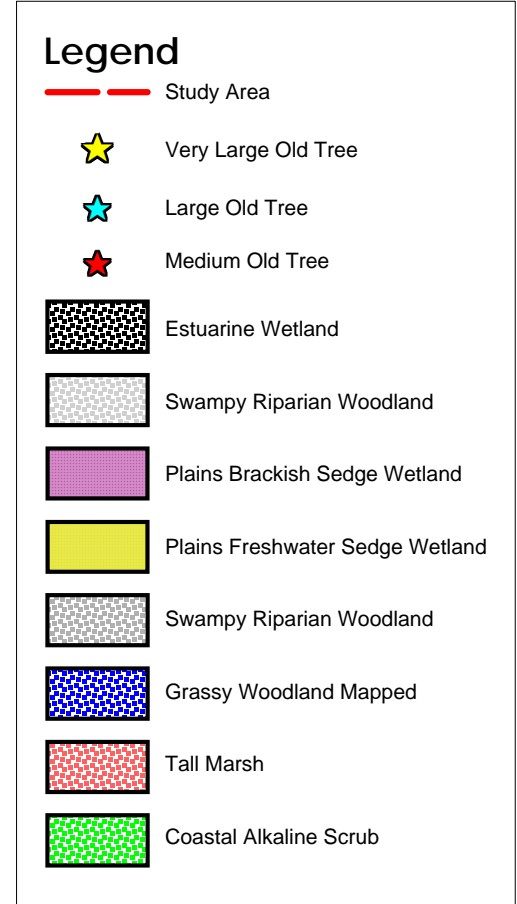 Legend
Study Area
Very Large Old Tree
Large Old Tree
Medium Old Tree
Estuarine Wetland
Swampy Riparian Woodland
Plains Brackish Sedge Wetland
Plains Freshwater Sedge Wetland
Swampy Riparian Woodland
Grassy Woodland Mapped
Tall Marsh
Coastal Alkaline Scrub